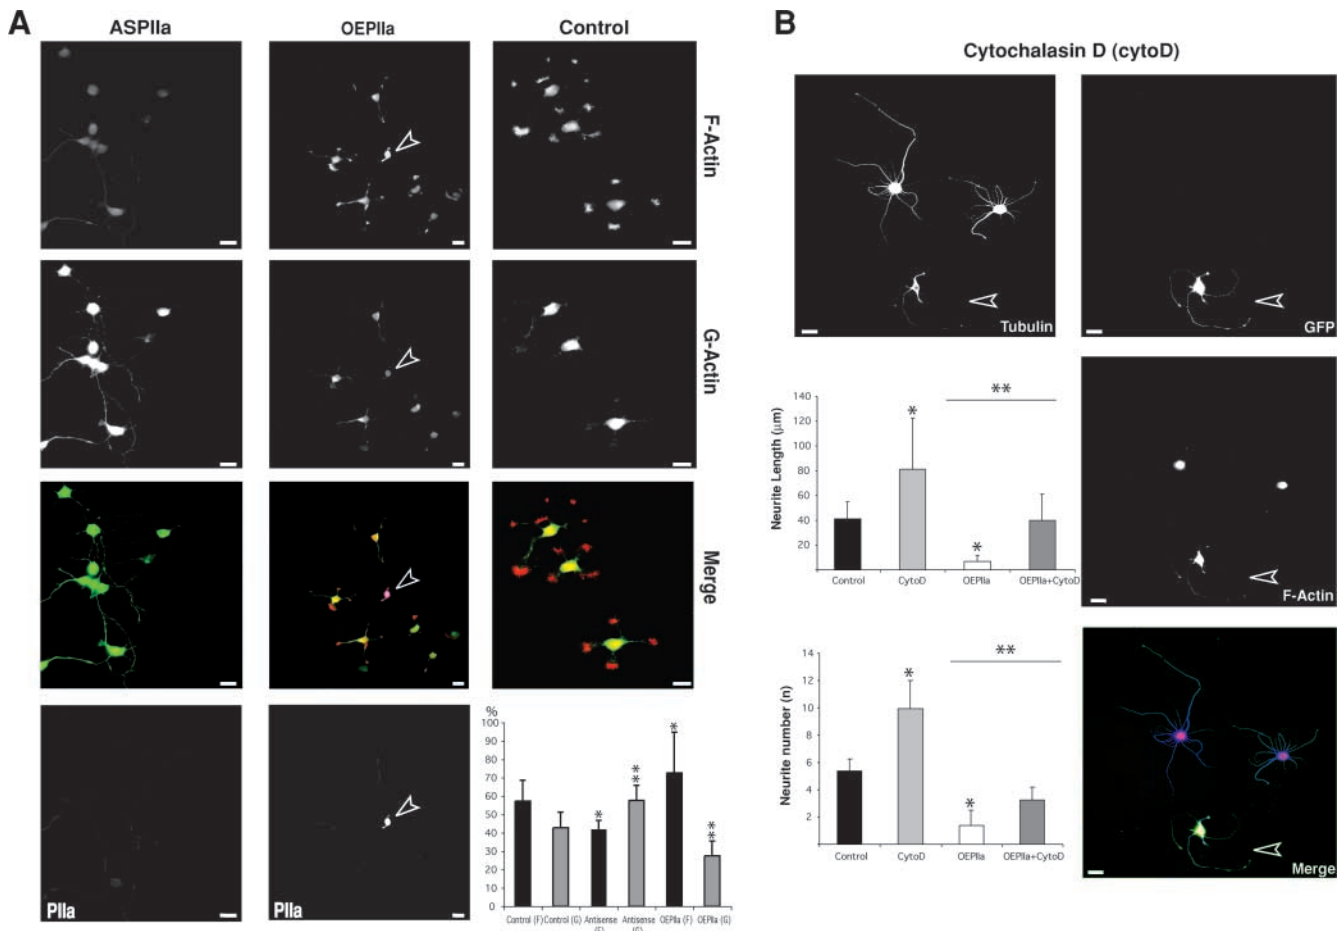 A
ASPIIa
OEPIIa
Control
F-Actin
G-Actin
Merge
PIIa
PIIa
%
100
90
80
70
60
50
40
30
20
10
0
*
**
*
**
Control (F)
Control (G)
Antisense (F)
Antisense (G)
OEPIIa (F)
OEPIIa (G)
B
Cytochalasin D (cytoD)
Tubulin
GFP
Neurite Length (μm)
140
120
100
80
60
40
20
*
*
**
Control
CytoD
OEPIIa
OEPIIa+CytoD
F-Actin
Neurite number (n)
14
12
10
8
6
4
2
*
*
**
Control
CytoD
OEPIIa
OEPIIa+CytoD
Merge